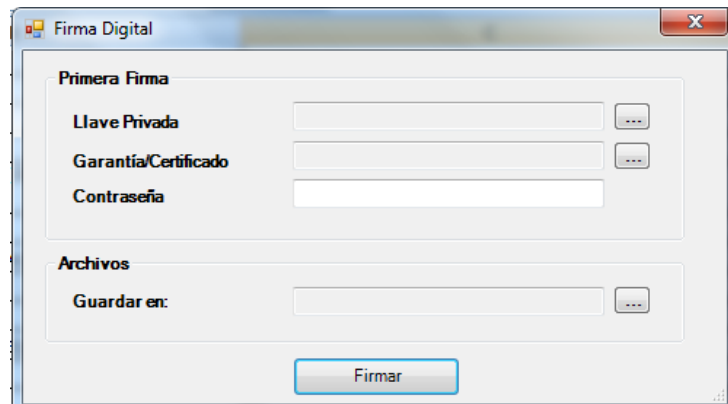 Firma Digital
Primera Firma
Llave Privada
...
Garantía/Certificado
...
Contraseña
Archivos
Guardar en:
...
Firmar